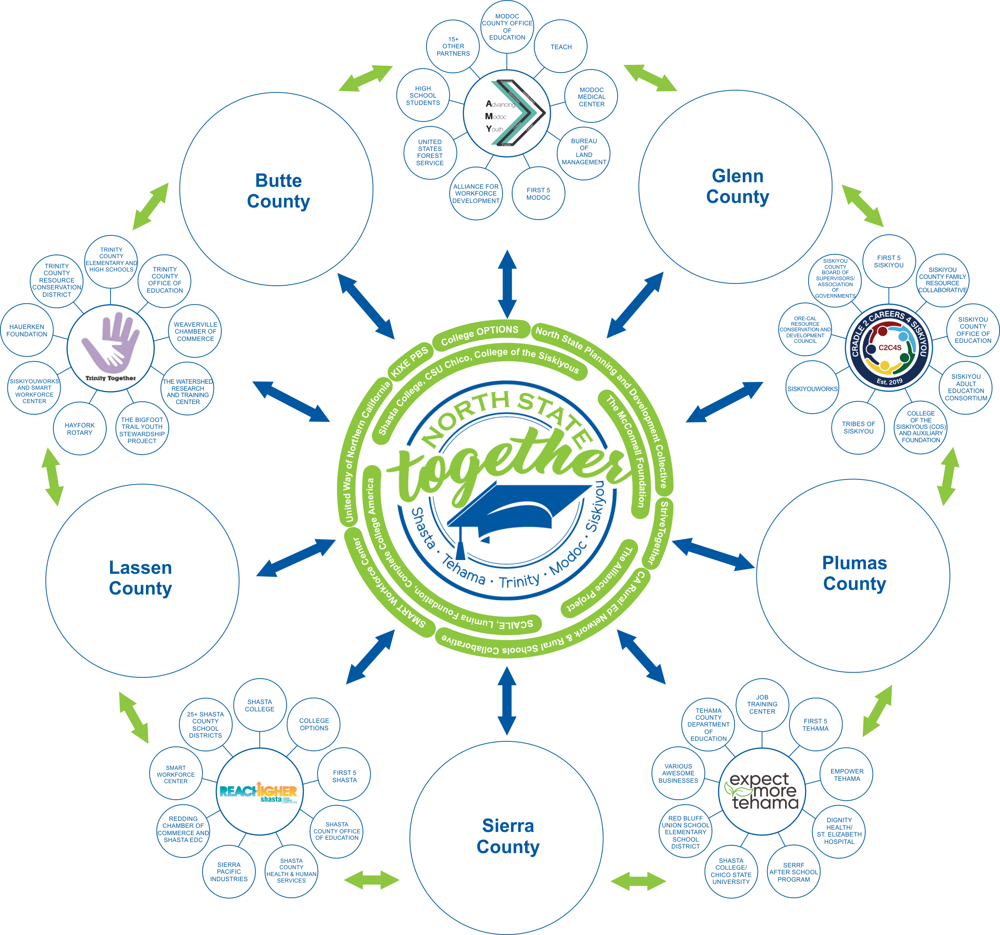 MODOC
COUNTY OFFICE
OF
EDUCATION
TEACH
MODOC
MEDICAL
CENTER
BUREAU
OF
LAND
MANAGEMENT
FIRST 5
MODOC
ALLIANCE FOR
WORKFORCE
DEVELOPMENT
UNITED
STATES
FOREST
SERVICE
HIGH
SCHOOL
STUDENTS
15+
OTHER
PARTNERS
Advancing
Modoc
Youth
Preschool
Elementary
College
Career
Future
Butte
County
Glenn
County
TRINITY
COUNTY
ELEMENTARY AND
HIGH SCHOOLS
TRINITY
COUNTY
OFFICE OF
EDUCATION
WEAVERVILLE
CHAMBER OF
COMMERCE
THE WATERSHED
RESEARCH
AND TRAINING
CENTER
THE BIGFOOT
TRAIL YOUTH
STEWARDSHIP
PROJECT
HAYFORK
ROTARY
SISKIYOUWORKS
AND SMART
WORKFORCE
CENTER
HAUERKEN
FOUNDATION
TRINITY
COUNTY
RESOURCE
CONSERVATION
DISTRICT
Trinity Together
FIRST 5
SISKIYOU
SISKIYOU
COUNTY FAMILY
RESOURCE
COLLABORATIVE
SISKIYOU
COUNTY
OFFICE OF
EDUCATION
SISKIYOU
ADULT
EDUCATION
CONSORTIUM
COLLEGE
OF THE
SISKIYOUS (COS)
AND AUXILIARY
FOUNDATION
TRIBES OF
SISKIYOU
SISKIYOUWORKS
ORE-CAL
RESOURCE
CONSERVATION AND
DEVELOPMENT
COUNCIL
SISKIYOU
COUNTY
BOARD OF
SUPERVISORS/
ASSOCIATION
OF
GOVERNMENTS
CRADLE 2 CAREERS 4 SISKIYOU
C2C4S
Est. 2019
College OPTIONS
North State Planning and Development Collective
StriveTogether
CA Rural Ed Network & Rural Schools Collaborative
SMART Workforce Center
United Way of Northern California
KIXE PBS
Shasta College, CSU Chico, College of the Siskiyous
The McConnell Foundation
The Alliance Project
SCAILE, Lumina Foundation, Complete College America
NORTH STATE
together
Shasta · Tehama · Trinity · Modoc · Siskiyou
Lassen
County
Plumas
County
SHASTA
COLLEGE
COLLEGE
OPTIONS
FIRST 5
SHASTA
SHASTA
COUNTY OFFICE
OF EDUCATION
SHASTA
COUNTY
HEALTH & HUMAN
SERVICES
SIERRA
PACIFIC
INDUSTRIES
REDDING
CHAMBER OF
COMMERCE AND
SHASTA EDC
SMART
WORKFORCE
CENTER
25+ SHASTA
COUNTY
SCHOOL
DISTRICTS
REACHIGHER
shasta
Sierra
County
JOB
TRAINING
CENTER
FIRST 5
TEHAMA
EMPOWER
TEHAMA
DIGNITY
HEALTH/
ST. ELIZABETH
HOSPITAL
SERRF
AFTER SCHOOL
PROGRAM
SHASTA
COLLEGE/
CHICO STATE
UNIVERSITY
RED BLUFF
UNION SCHOOL
ELEMENTARY
SCHOOL
DISTRICT
VARIOUS
AWESOME
BUSINESSES
TEHAMA
COUNTY
DEPARTMENT
OF
EDUCATION
expect
more
tehama